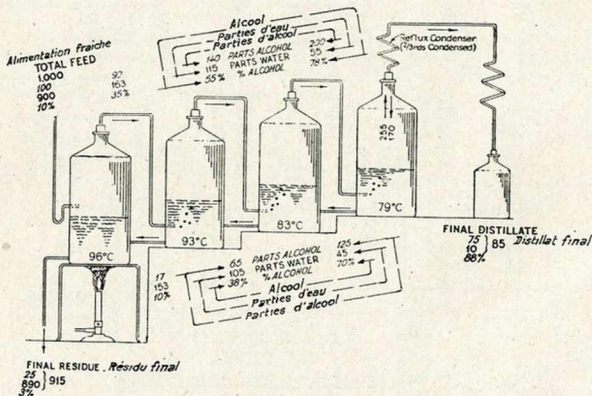 Alimentation fraiche
TOTAL FEED
1.000
100
900
10%
92
163
35%
Alcool
Parties d'eau
Parties d'alcool
140 PARTS ALCOHOL 200
115 PARTS WATER 55
55% % ALCOHOL 78%
Reflux Condenser
(2/3rds Condensed)
255
170
96°C
93°C
83°C
79°C
FINAL DISTILLATE
75
10
88%
85 Distillat final
17
153
10%
65 PARTS ALCOHOL 125
105 PARTS WATER 45
38% % ALCOHOL 70%
Alcool
Parties d'eau
Parties d'alcool
FINAL RESIDUE. Résidu final
25
890
3%
915